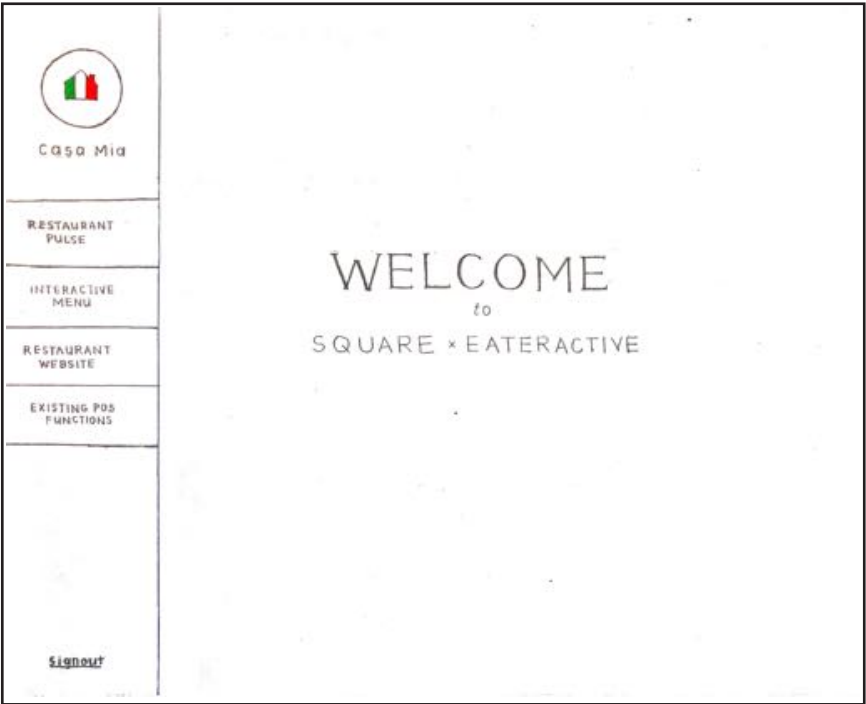 Casa Mia
RESTAURANT
PULSE
INTERACTIVE
MENU
RESTAURANT
WEBSITE
EXISTING POS
FUNCTIONS
Signout
WELCOME
to
SQUARE × EATERACTIVE